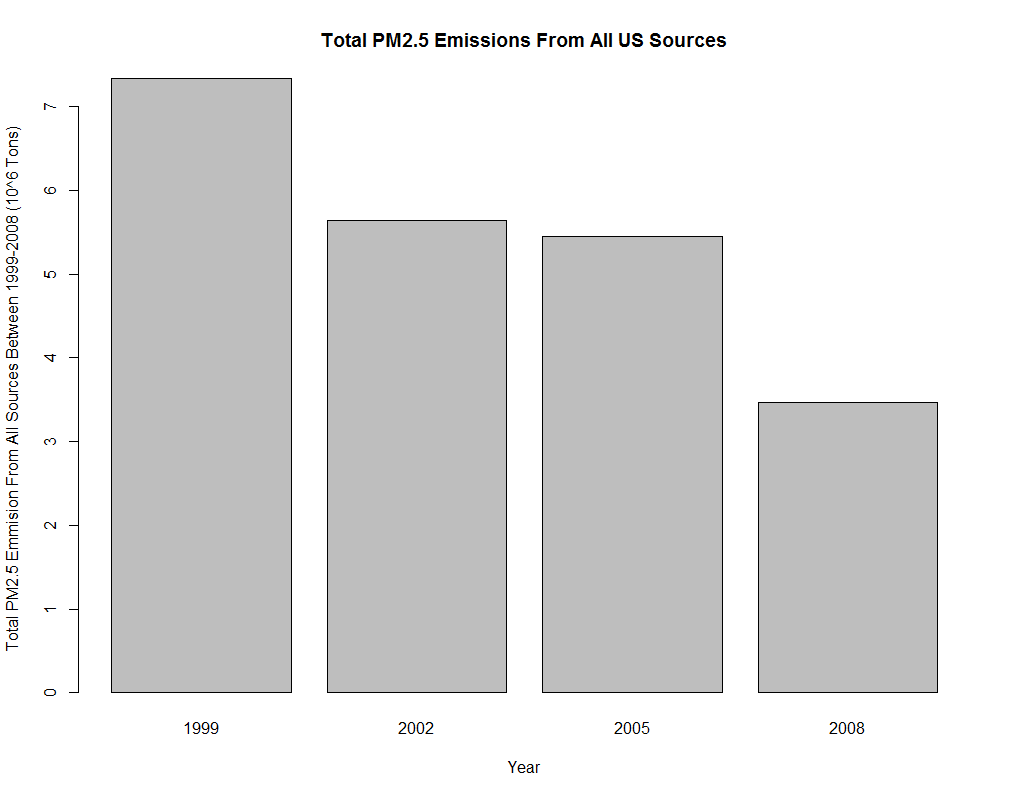 Total PM2.5 Emissions From All US Sources
Total PM2.5 Emmision From All Sources Between 1999-2008 (10^6 Tons)
7
6
5
4
3
2
1
0
1999 2002 2005 2008
Year